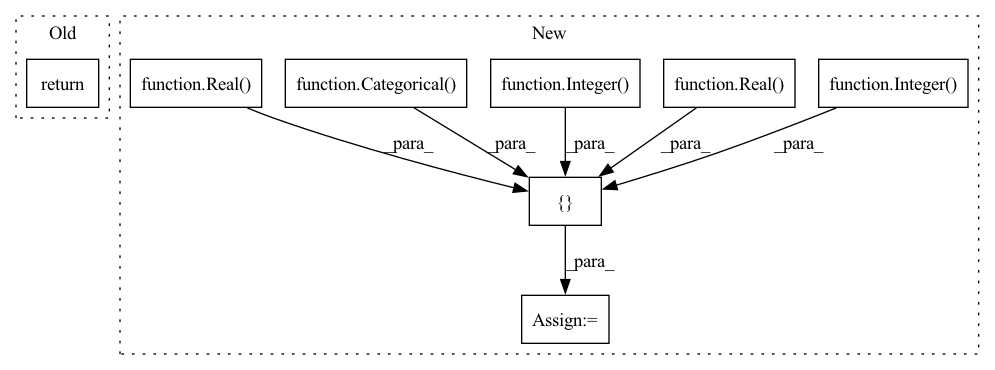 Old
New
return
function.Real()
function.Categorical()
function.Integer()
function.Real()
function.Integer()
_para_
_para_
_para_
_para_
_para_
{}
_para_
Assign:=